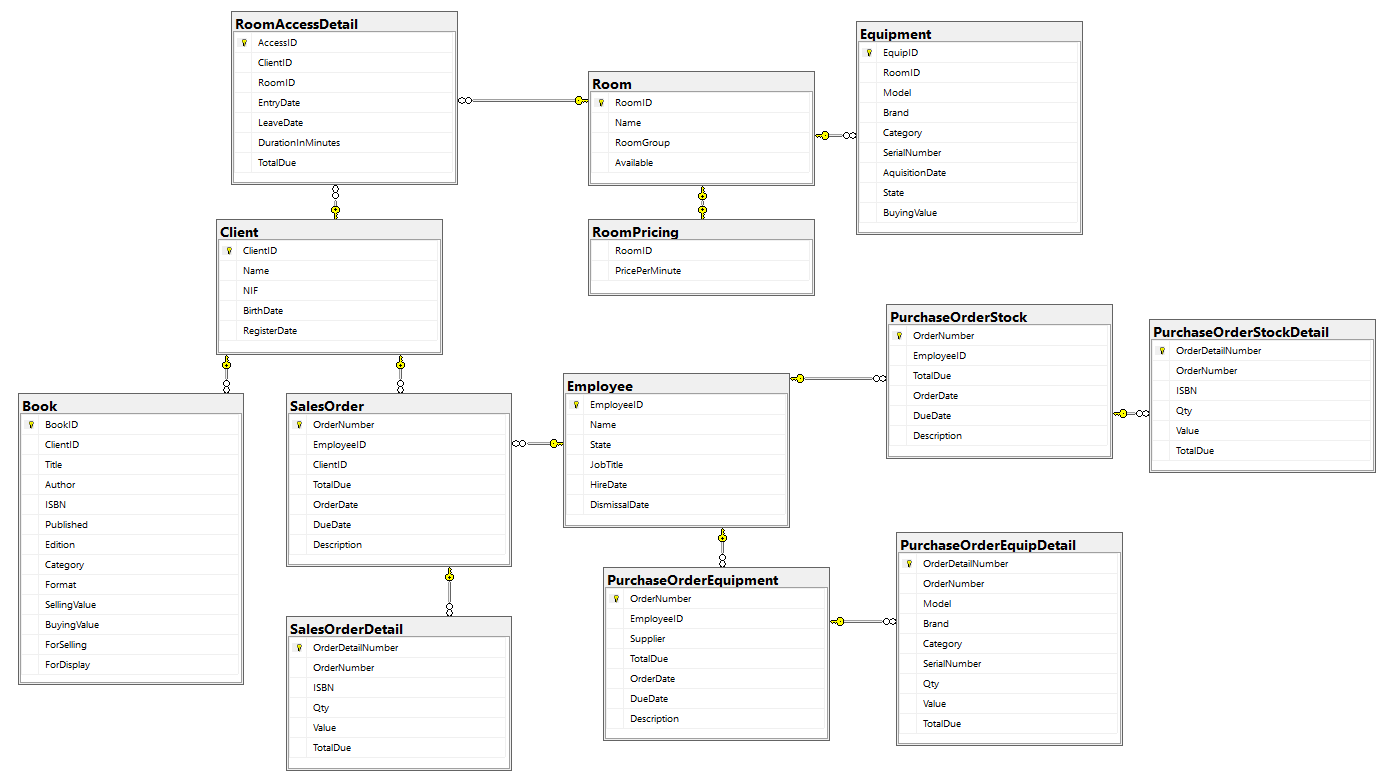 RoomAccessDetail
AccessID
ClientID
RoomID
EntryDate
LeaveDate
DurationInMinutes
TotalDue
Room
RoomID
Name
RoomGroup
Available
Equipment
EquipID
RoomID
Model
Brand
Category
SerialNumber
AquisitionDate
State
BuyingValue
Client
ClientID
Name
NIF
BirthDate
RegisterDate
RoomPricing
RoomID
PricePerMinute
PurchaseOrderStock
OrderNumber
EmployeeID
TotalDue
OrderDate
DueDate
Description
PurchaseOrderStockDetail
OrderDetailNumber
OrderNumber
ISBN
Qty
Value
TotalDue
Book
BookID
ClientID
Title
Author
ISBN
Published
Edition
Category
Format
SellingValue
BuyingValue
ForSelling
ForDisplay
SalesOrder
OrderNumber
EmployeeID
ClientID
TotalDue
OrderDate
DueDate
Description
Employee
EmployeeID
Name
State
JobTitle
HireDate
DismissalDate
SalesOrderDetail
OrderDetailNumber
OrderNumber
ISBN
Qty
Value
TotalDue
PurchaseOrderEquipment
OrderNumber
EmployeeID
Supplier
TotalDue
OrderDate
DueDate
Description
PurchaseOrderEquipDetail
OrderDetailNumber
OrderNumber
Model
Brand
Category
SerialNumber
Qty
Value
TotalDue